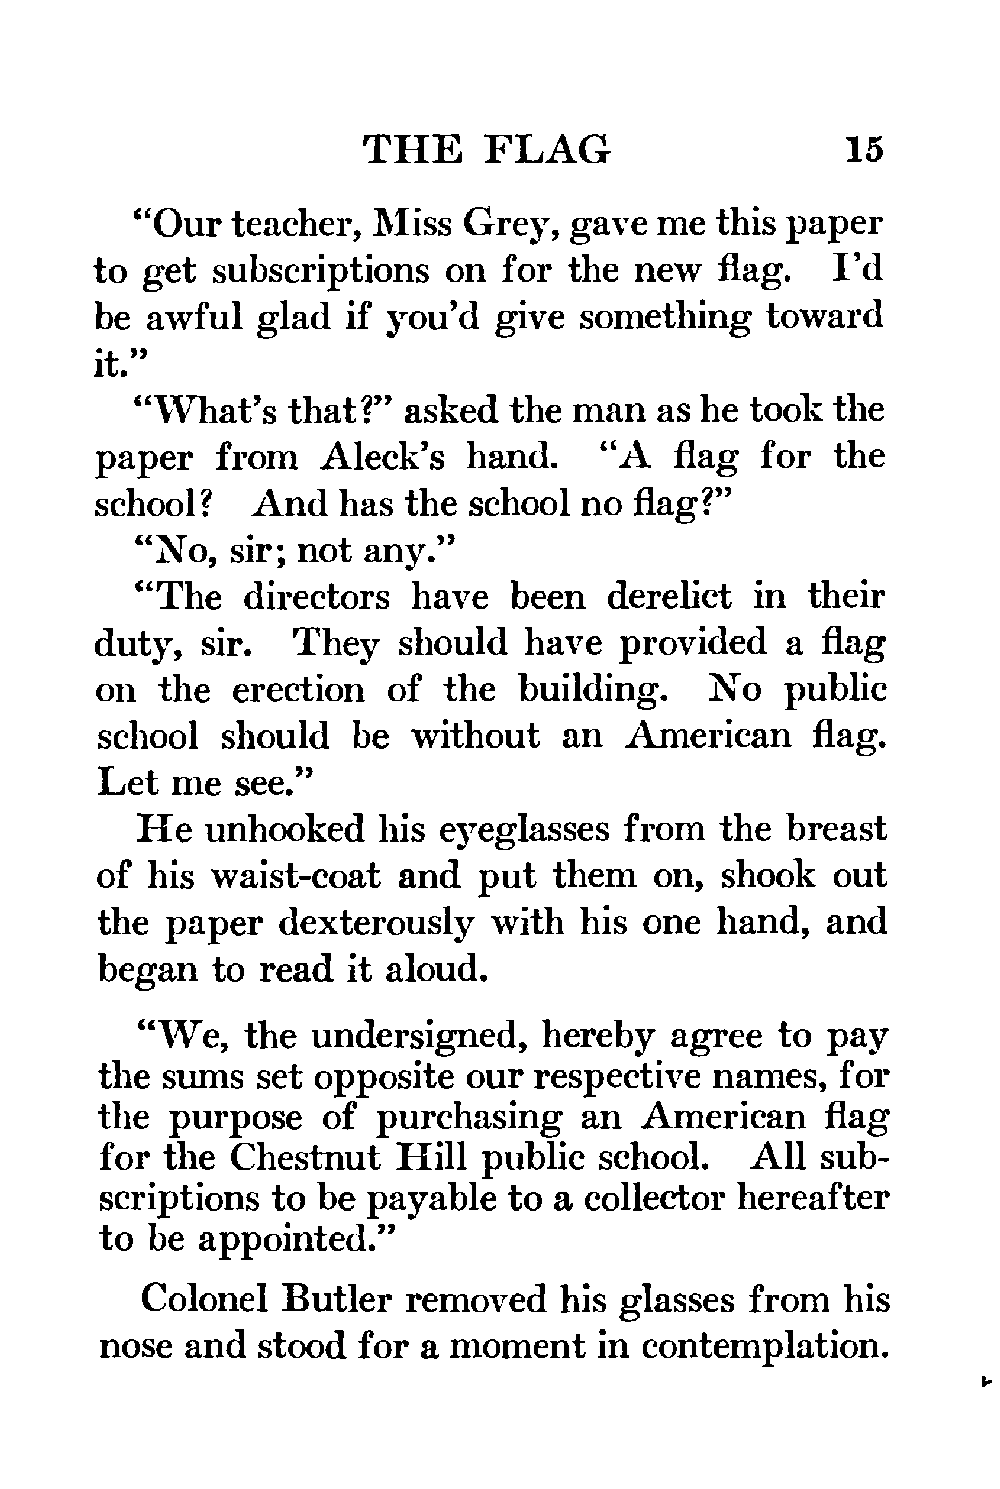 THE FLAG 15
“Our teacher, Miss Grey, gave me this paper
to get subscriptions on for the new flag. I’d
be awful glad if you’d give something toward
it.”
“What’s that?” asked the man as he took the
paper from Aleck’s hand. “A flag for the
school? And has the school no flag?”
“No, sir; not any.”
“The directors have been derelict in their
duty, sir. They should have provided a flag
on the erection of the building. No public
school should be without an American flag.
Let me see.”
He unhooked his eyeglasses from the breast
of his waist-coat and put them on, shook out
the paper dexterously with his one hand, and
began to read it aloud.
“We, the undersigned, hereby agree to pay
the sums set opposite our respective names, for
the purpose of purchasing an American flag
for the Chestnut Hill public school. All sub-
scriptions to be payable to a collector hereafter
to be appointed.”
Colonel Butler removed his glasses from his
nose and stood for a moment in contemplation.